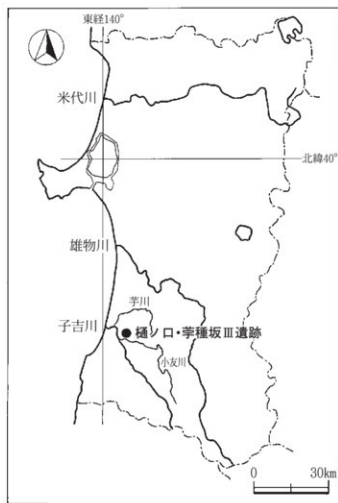 東経140°
米代川
北緯40°
雄物川
芋川
子吉川
樋ノ口・葶種坂Ⅲ遺跡
小友川
0 30km